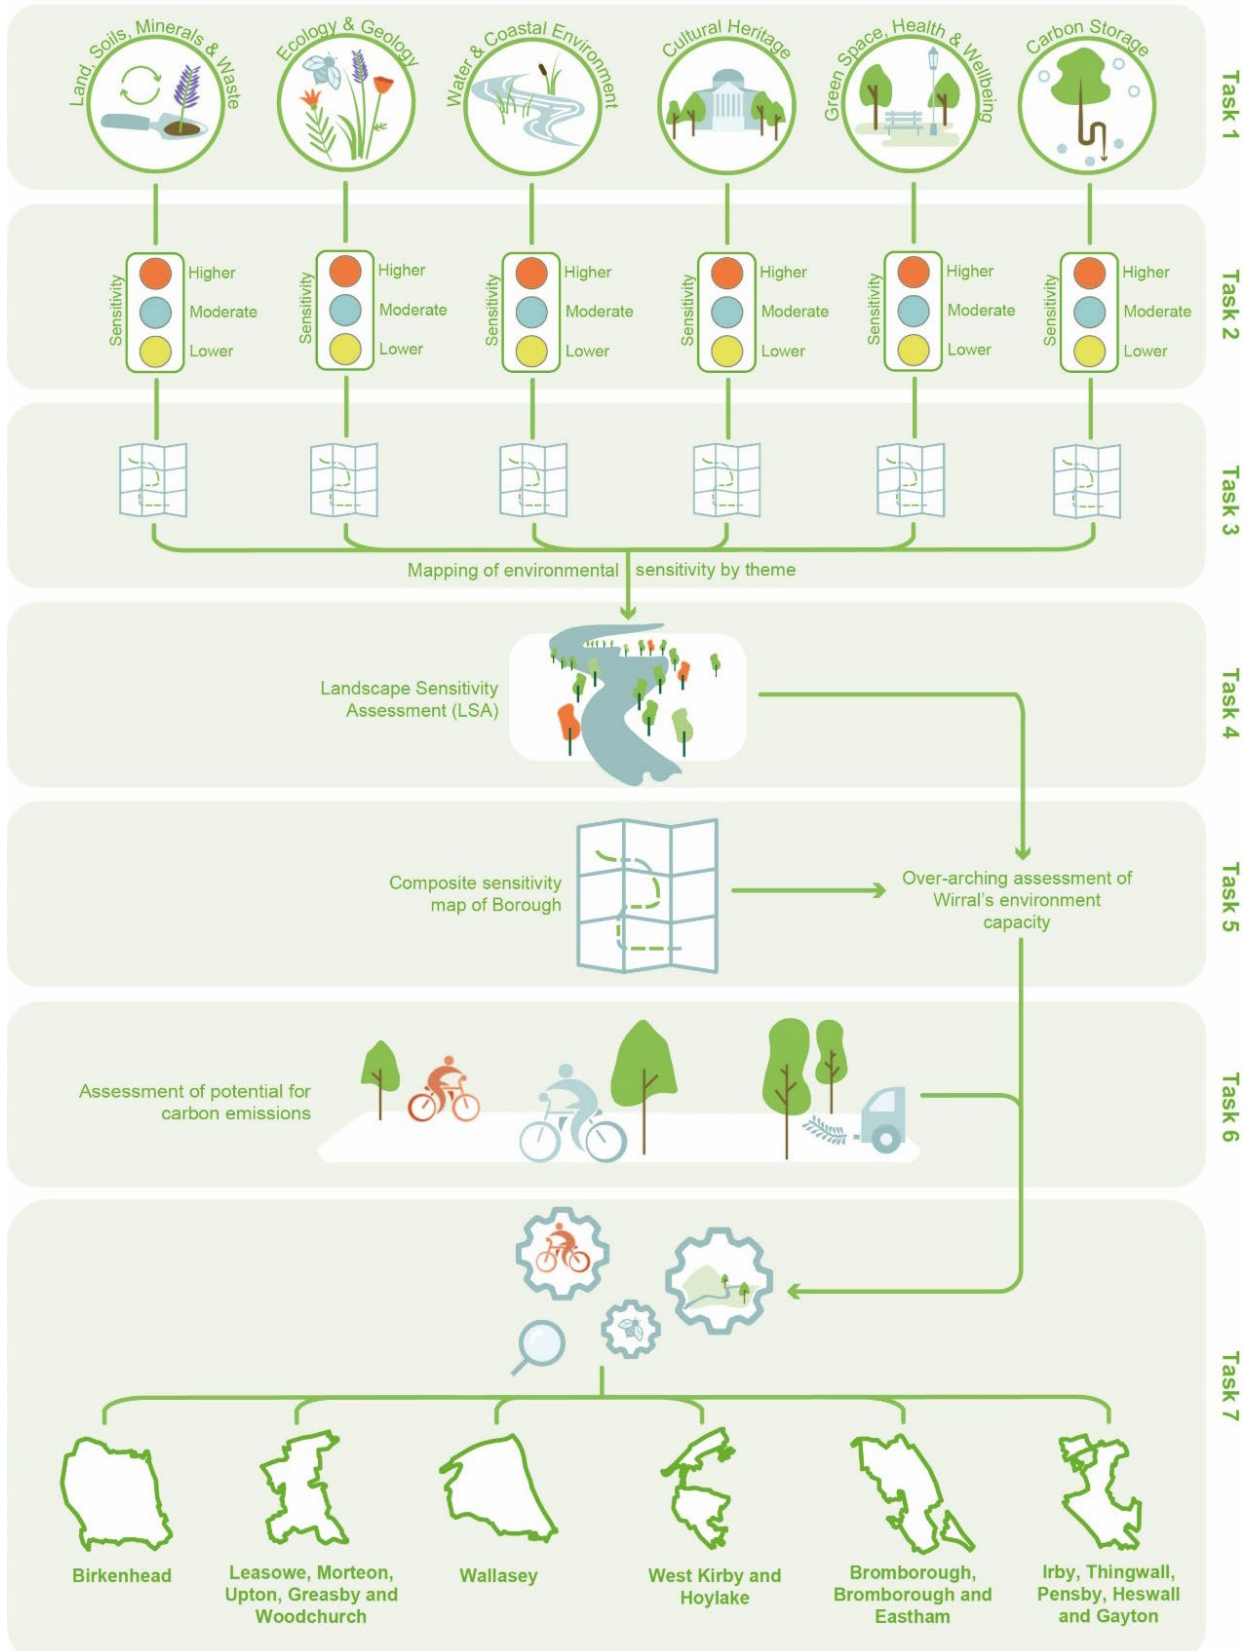 Land, Soils, Minerals & Waste
Ecology & Geology
Water & Coastal Environment
Cultural Heritage
Green Space, Health & Wellbeing
Carbon Storage
Task 1
Sensitivity
Higher
Moderate
Lower
Sensitivity
Higher
Moderate
Lower
Sensitivity
Higher
Moderate
Lower
Sensitivity
Higher
Moderate
Lower
Sensitivity
Higher
Moderate
Lower
Sensitivity
Higher
Moderate
Lower
Task 2
Mapping of environmental sensitivity by theme
Task 3
Landscape Sensitivity
Assessment (LSA)
Task 4
Composite sensitivity
map of Borough
Over-arching assessment of
Wirral's environment
capacity
Task 5
Assessment of potential for
carbon emissions
Task 6
Task 7
Birkenhead
Leasowe, Morteon,
Upton, Greasby and
Woodchurch
Wallasey
West Kirby and
Hoylake
Bromborough,
Bromborough and
Eastham
Irby, Thingwall,
Pensby, Heswall
and Gayton